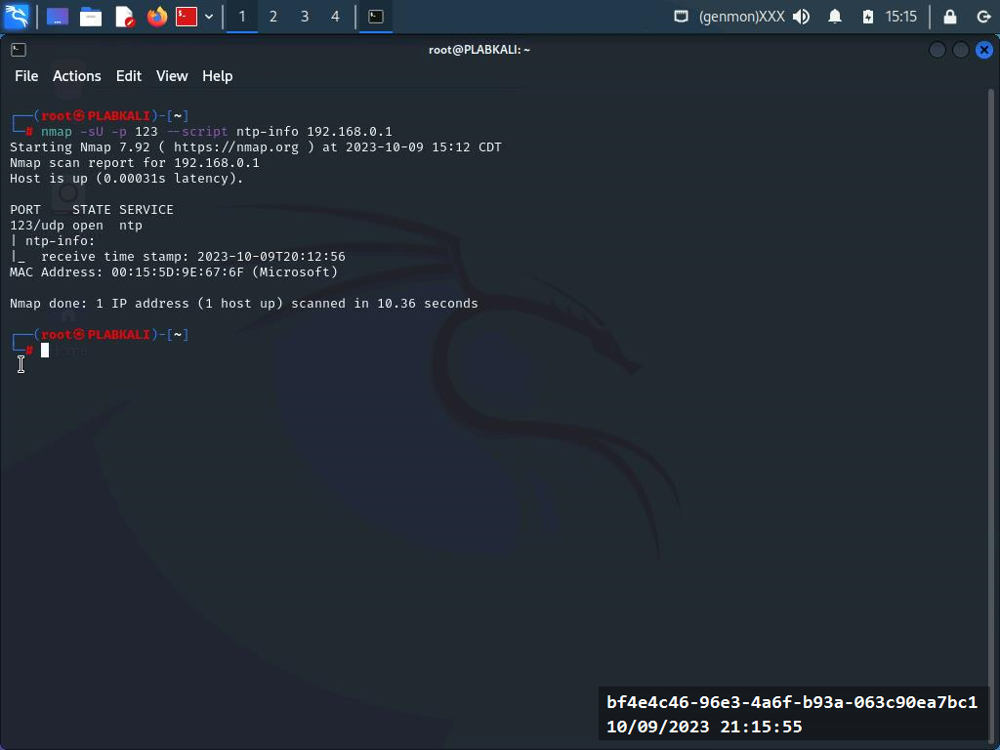 1 2 3 4 (genmon)XXX 15:15
root@PLABKALI: ~
File Actions Edit View Help
┌──(root㉿PLABKALI)-[~]
└─# nmap -sU -p 123 --script ntp-info 192.168.0.1
Starting Nmap 7.92 ( https://nmap.org ) at 2023-10-09 15:12 CDT
Nmap scan report for 192.168.0.1
Host is up (0.00031s latency).
PORT    STATE SERVICE
123/udp open  ntp
| ntp-info:
|_  receive time stamp: 2023-10-09T20:12:56
MAC Address: 00:15:5D:9E:67:6F (Microsoft)
Nmap done: 1 IP address (1 host up) scanned in 10.36 seconds
┌──(root㉿PLABKALI)-[~]
└─# Home
bf4e4c46-96e3-4a6f-b93a-063c90ea7bc1
10/09/2023 21:15:55